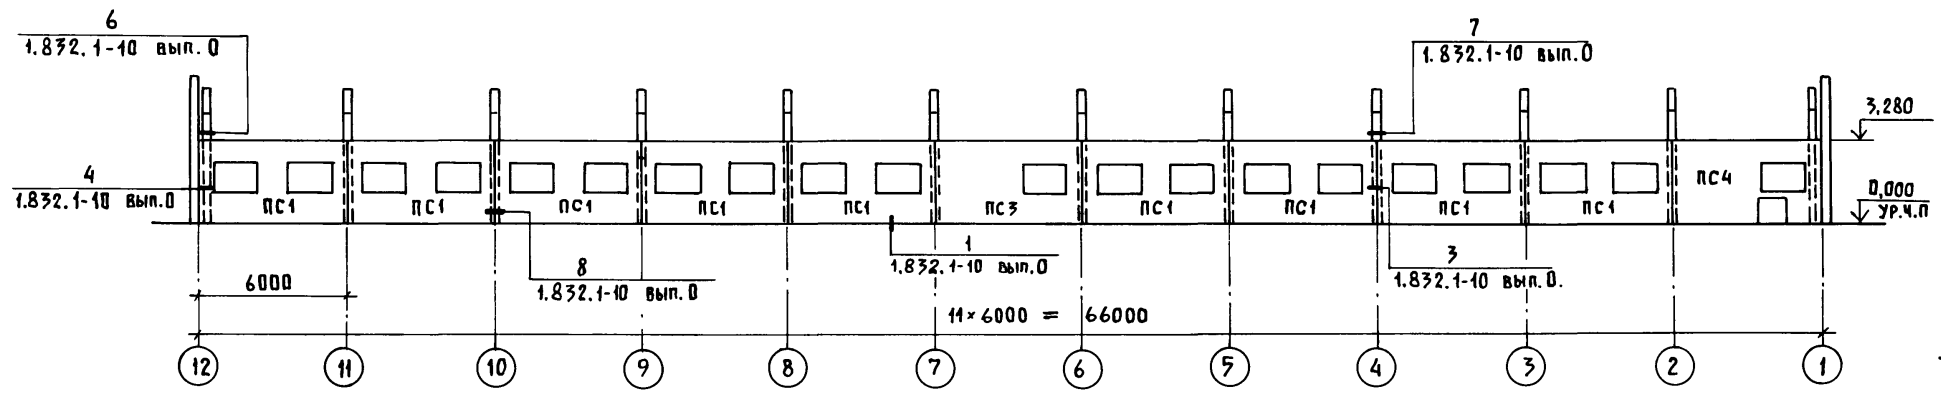 6
1.832.1-10 вып. 0
7
1.832.1-10 вып. 0
3,280
4
1.832.1-10 вып. 0
ПС1 ПС1 ПС1 ПС1 ПС1 ПС3 ПС1 ПС1 ПС1 ПС1 ПС4
0,000
УР.Ч.П
1
1.832.1-10 вып. 0
3
1.832.1-10 вып. 0.
8
1.832.1-10 вып. 0
6000
11×6000 = 66000
12 11 10 9 8 7 6 5 4 3 2 1